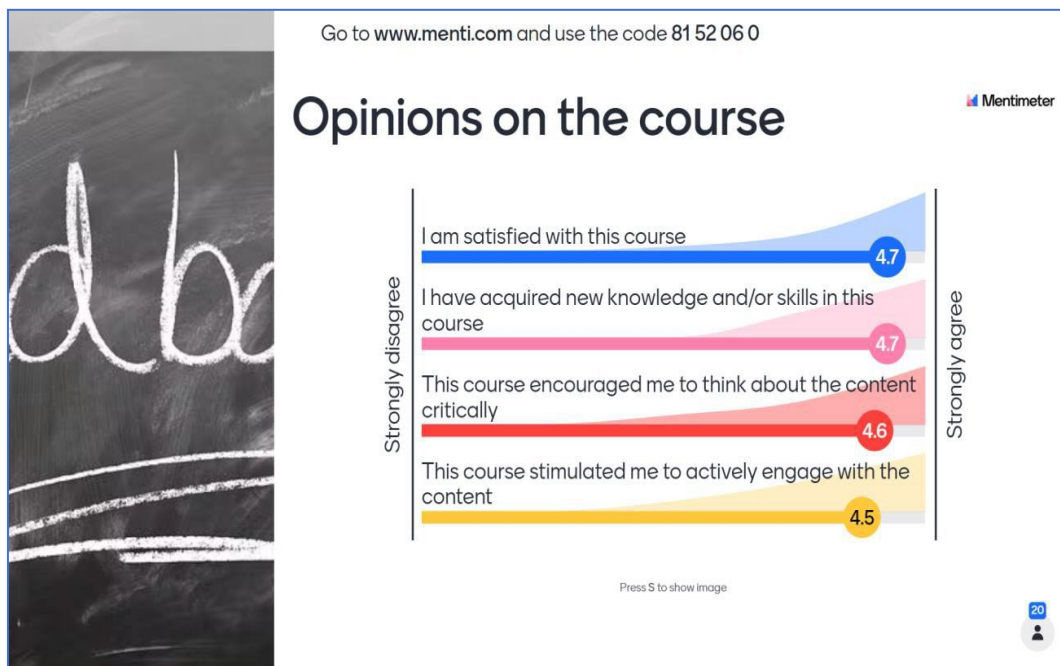 Go to www.menti.com and use the code 81 52 06 0
Mentimeter
Opinions on the course
d ba
Strongly disagree
I am satisfied with this course
4.7
I have acquired new knowledge and/or skills in this
course
4.7
This course encouraged me to think about the content
critically
4.6
This course stimulated me to actively engage with the
content
4.5
Strongly agree
Press S to show image
20